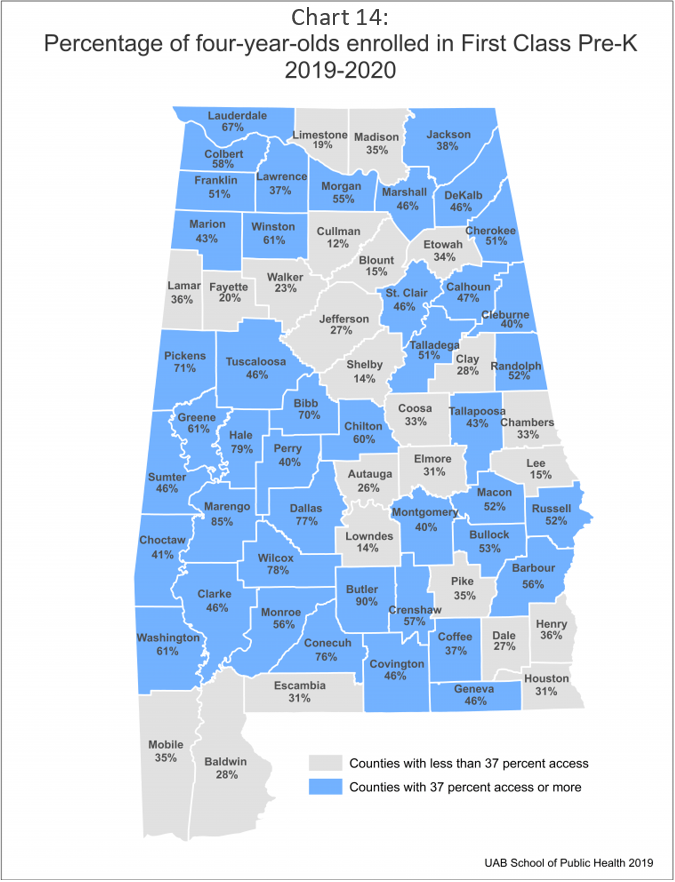 Chart 14:
Percentage of four-year-olds enrolled in First Class Pre-K
2019-2020
Lauderdale
67%
Limestone
19%
Madison
35%
Jackson
38%
Colbert
58%
Franklin
51%
Lawrence
37%
Morgan
55%
Marshall
46%
DeKalb
46%
Marion
43%
Winston
61%
Cullman
12%
Etowah
34%
Cherokee
51%
Blount
15%
Lamar
36%
Fayette
20%
Walker
23%
St. Clair
46%
Calhoun
47%
Cleburne
40%
Jefferson
27%
Pickens
71%
Tuscaloosa
46%
Shelby
14%
Talladega
51%
Clay
28%
Randolph
52%
Bibb
70%
Greene
61%
Hale
79%
Perry
40%
Chilton
60%
Coosa
33%
Tallapoosa
43%
Chambers
33%
Sumter
46%
Autauga
26%
Elmore
31%
Lee
15%
Marengo
85%
Dallas
77%
Montgomery
40%
Macon
52%
Russell
52%
Choctaw
41%
Lowndes
14%
Bullock
53%
Wilcox
78%
Barbour
56%
Clarke
46%
Butler
90%
Pike
35%
Monroe
56%
Crenshaw
57%
Henry
36%
Washington
61%
Conecuh
76%
Coffee
37%
Dale
27%
Covington
46%
Houston
31%
Escambia
31%
Geneva
46%
Mobile
35%
Baldwin
28%
Counties with less than 37 percent access
Counties with 37 percent access or more
UAB School of Public Health 2019